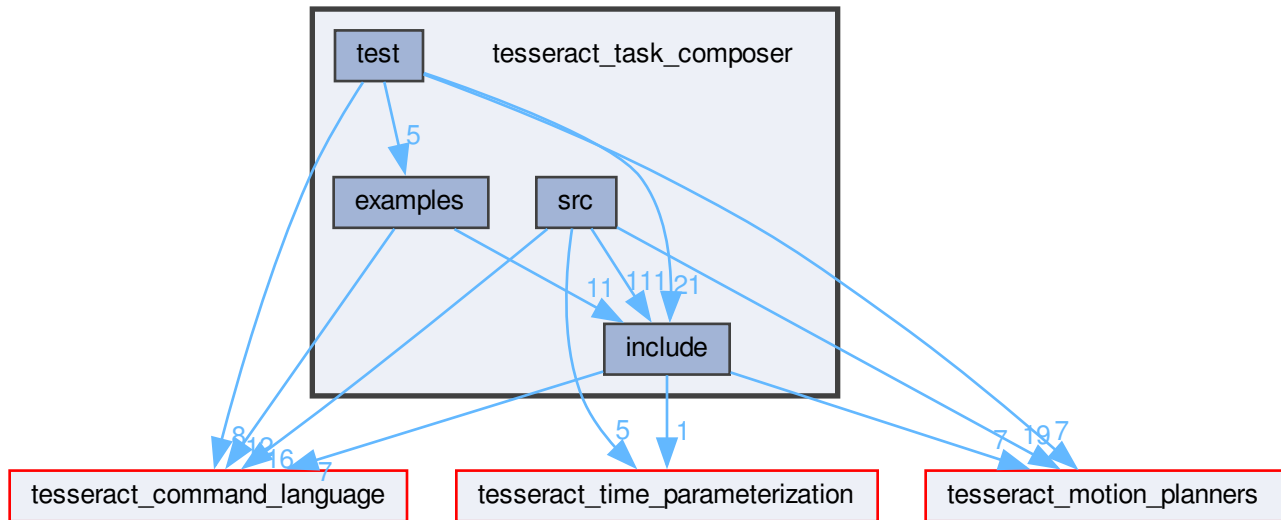 test
tesseract_task_composer
5
examples
src
11
111
21
include
8
12
16
7
5
1
7
19
7
tesseract_command_language
tesseract_time_parameterization
tesseract_motion_planners